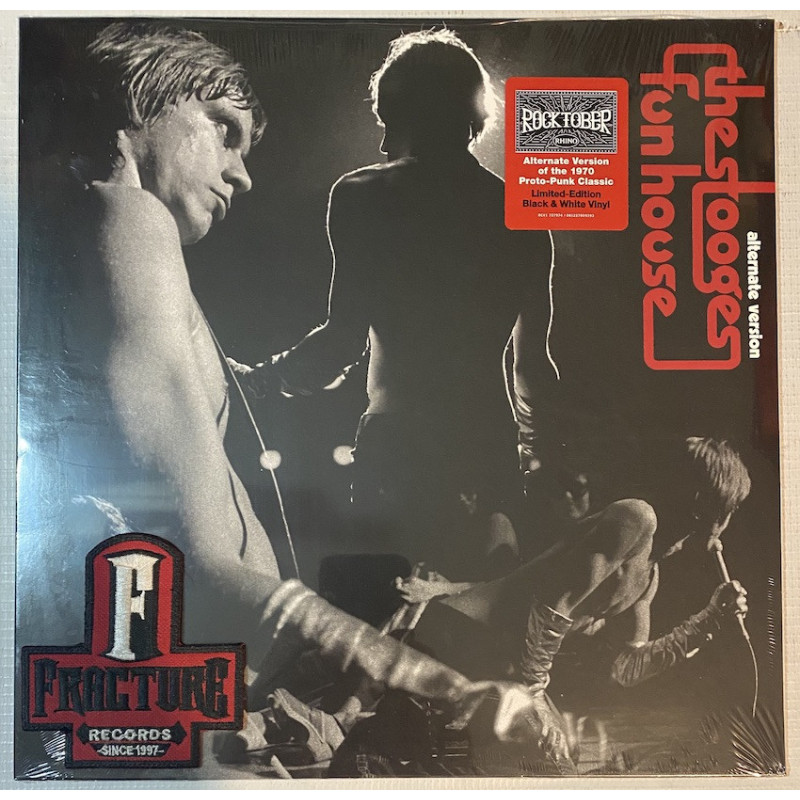 the stooges
fun house
alternate version
ROCKTOBER
RHINO
Alternate Version
of the 1970
Proto-Punk Classic
Limited-Edition
Black & White Vinyl
F
FRACTURE
RECORDS
-SINCE 1997-